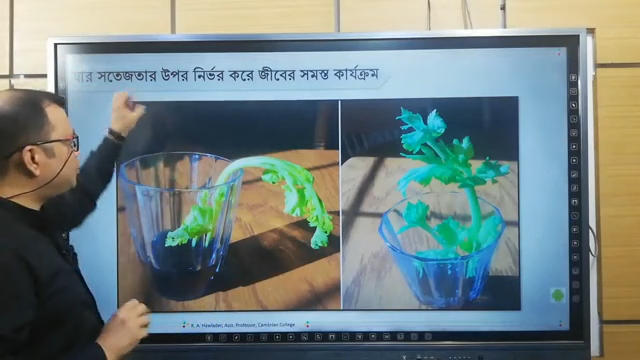 যার সতেজতার উপর নির্ভর করে জীবের সমস্ত কার্যক্রম
K. A. Hawlader, Asst. Professor, Cambrian College